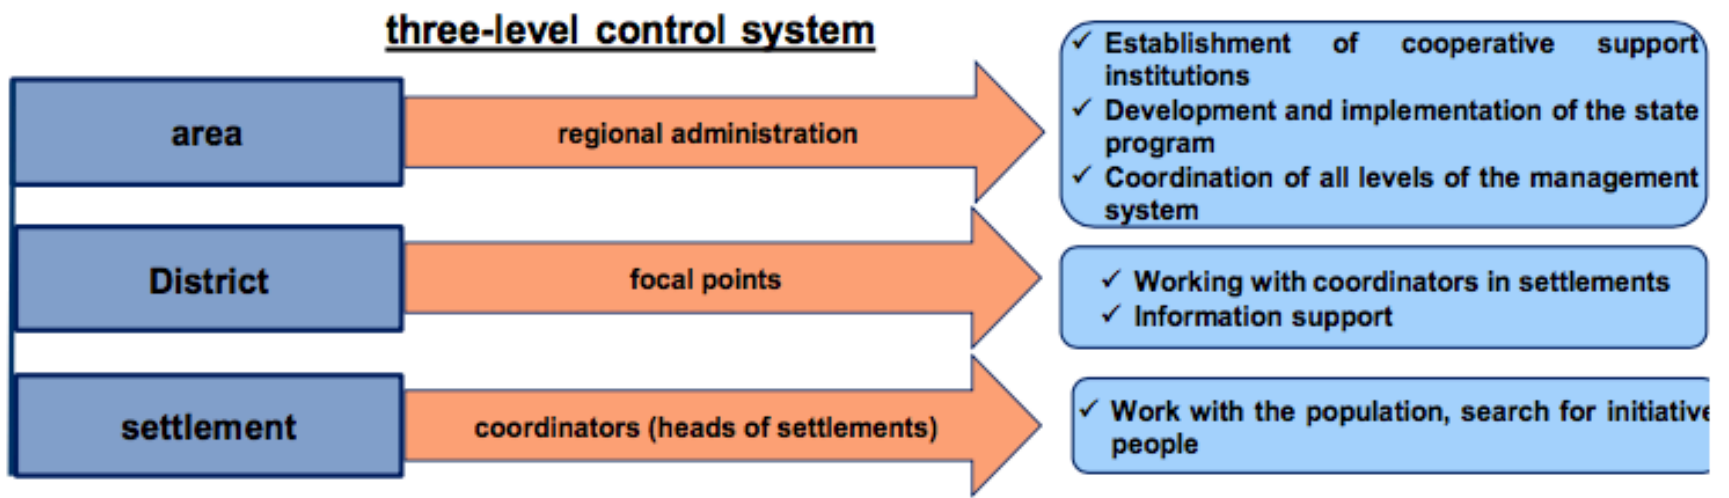 three-level control system
area
regional administration
✓ Establishment of cooperative support
institutions
✓ Development and implementation of the state
program
✓ Coordination of all levels of the management
system
District
focal points
✓ Working with coordinators in settlements
✓ Information support
settlement
coordinators (heads of settlements)
✓ Work with the population, search for initiative
people